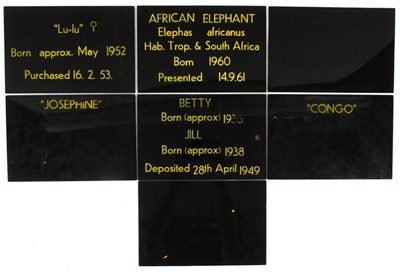 "Lu-lu" ♀
Born approx. May 1952
Purchased 16. 2. 53.
AFRICAN ELEPHANT
Elephas africanus
Hab. Trop. & South Africa
Born 1960
Presented 14.9.61
"JOSEPHINE"
BETTY
Born (approx)
JILL
Born (approx) 1938
Deposited 28th April 1949
"CONGO"